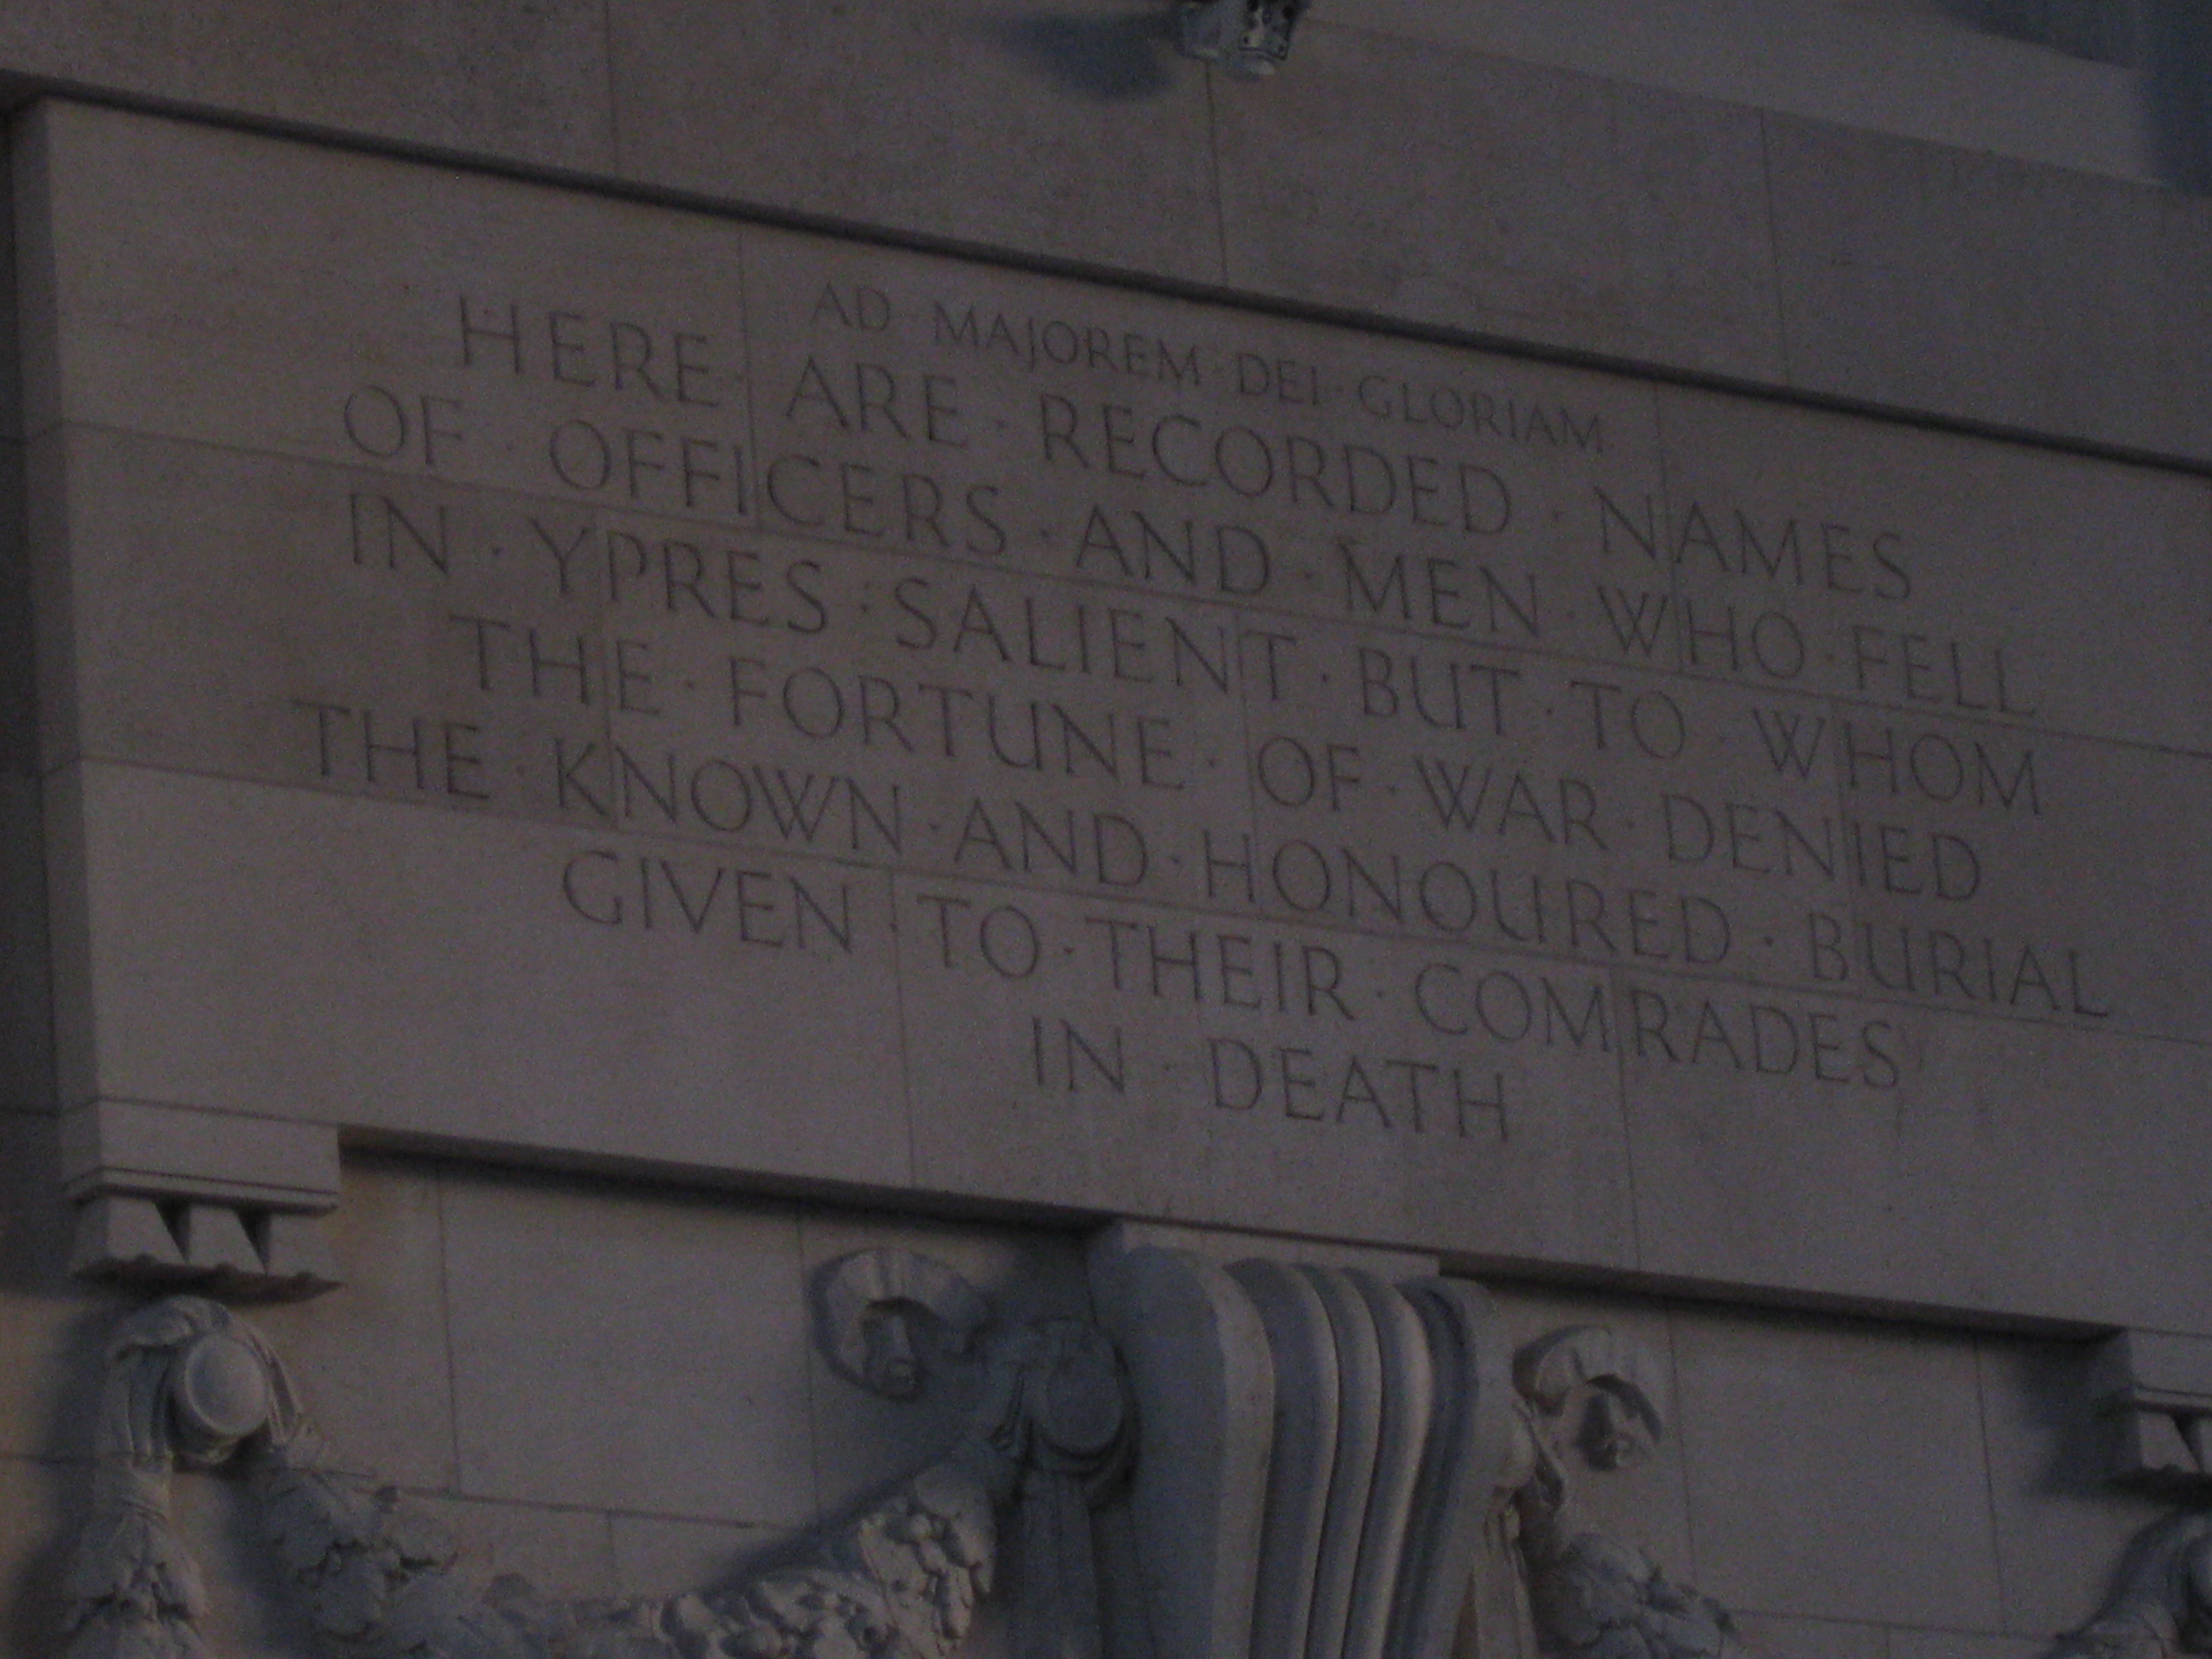 AD MAJOREM · DEI · GLORIAM
HERE · ARE · RECORDED · NAMES
OF · OFFICERS · AND · MEN · WHO · FELL
IN · YPRES · SALIENT · BUT · TO · WHOM
THE · FORTUNE · OF · WAR · DENIED
THE · KNOWN · AND · HONOURED · BURIAL
GIVEN · TO · THEIR · COMRADES
IN · DEATH